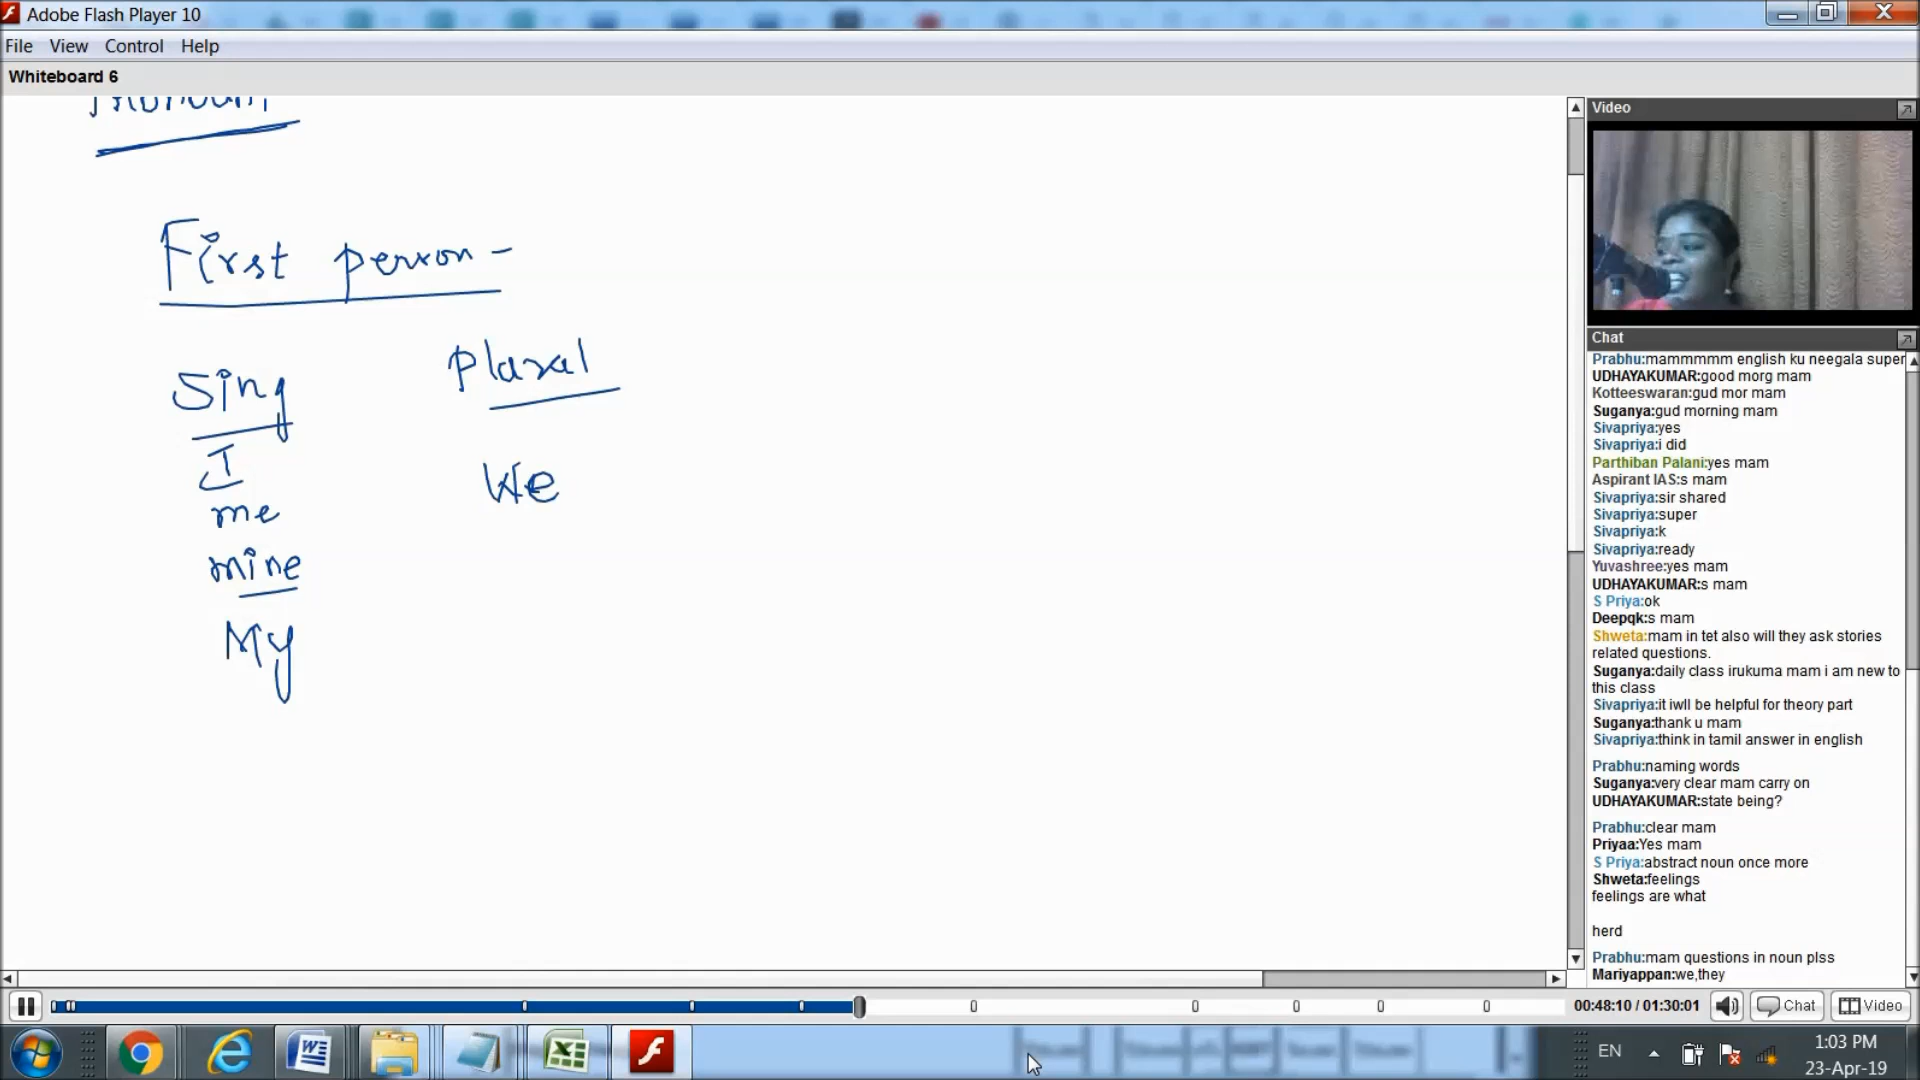 Adobe Flash Player 10
File View Control Help
Whiteboard 6
First person -
Sing
Plural
I
We
me
mine
My
Video
Chat
Prabhu:mammmmm english ku neegala super
UDHAYAKUMAR:good morg mam
Kotteeswaran:gud mor mam
Suganya:gud morning mam
Sivapriya:yes
Sivapriya:i did
Parthiban Palani:yes mam
Aspirant IAS:s mam
Sivapriya:sir shared
Sivapriya:super
Sivapriya:k
Sivapriya:ready
Yuvashree:yes mam
UDHAYAKUMAR:s mam
S Priya:ok
Deepqk:s mam
Shweta:mam in tet also will they ask stories
related questions.
Suganya:daily class irukuma mam i am new to
this class
Sivapriya:it iwll be helpful for theory part
Suganya:thank u mam
Sivapriya:think in tamil answer in english
Prabhu:naming words
Suganya:very clear mam carry on
UDHAYAKUMAR:state being?
Prabhu:clear mam
Priyaa:Yes mam
S Priya:abstract noun once more
Shweta:feelings
feelings are what
herd
Prabhu:mam questions in noun plss
Mariyappan:we,they
00:48:10 / 01:30:01 Chat Video
EN
1:03 PM
23-Apr-19